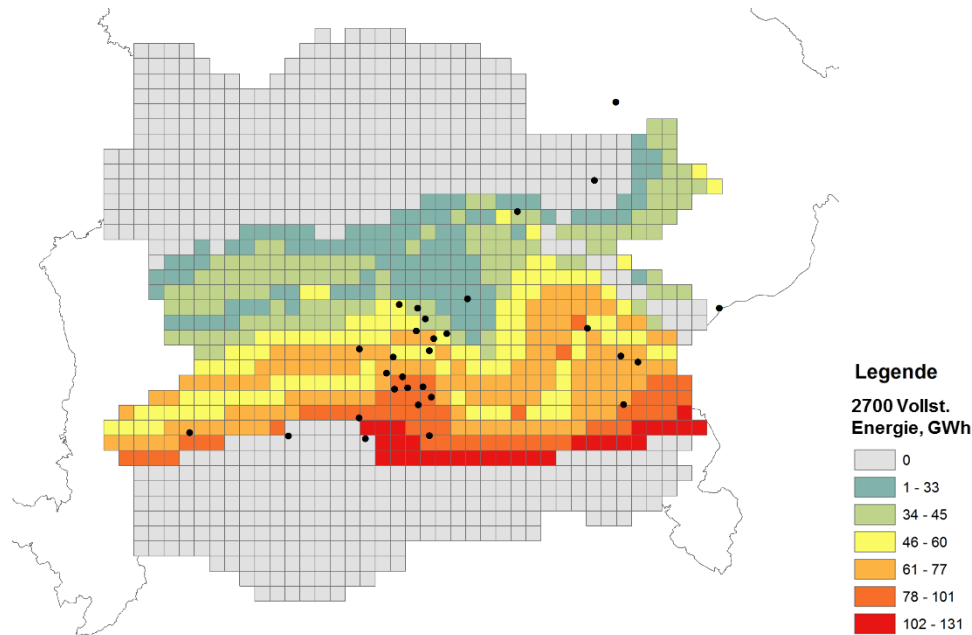 Legende
2700 Vollst.
Energie, GWh
0
1 - 33
34 - 45
46 - 60
61 - 77
78 - 101
102 - 131